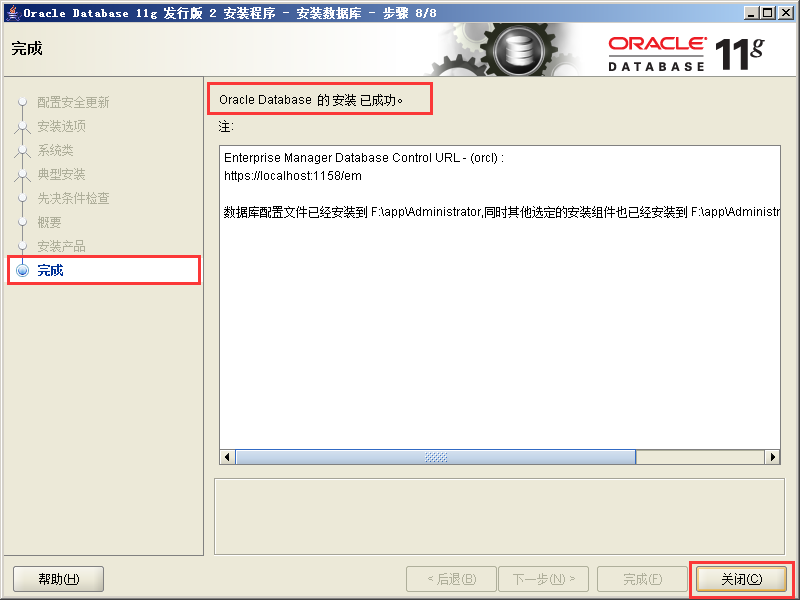 Oracle Database 11g 发行版 2 安装程序 - 安装数据库 - 步骤 8/8
完成
ORACLE
DATABASE
11g
配置安全更新
安装选项
系统类
典型安装
先决条件检查
概要
安装产品
完成
Oracle Database 的 安装 已成功。
注:
Enterprise Manager Database Control URL - (orcl) :
https://localhost:1158/em
数据库配置文件已经安装到 F:\app\Administrator,同时其他选定的安装组件也已经安装到 F:\app\Administr
帮助(H)
< 后退(B)
下一步(N) >
完成(F)
关闭(C)